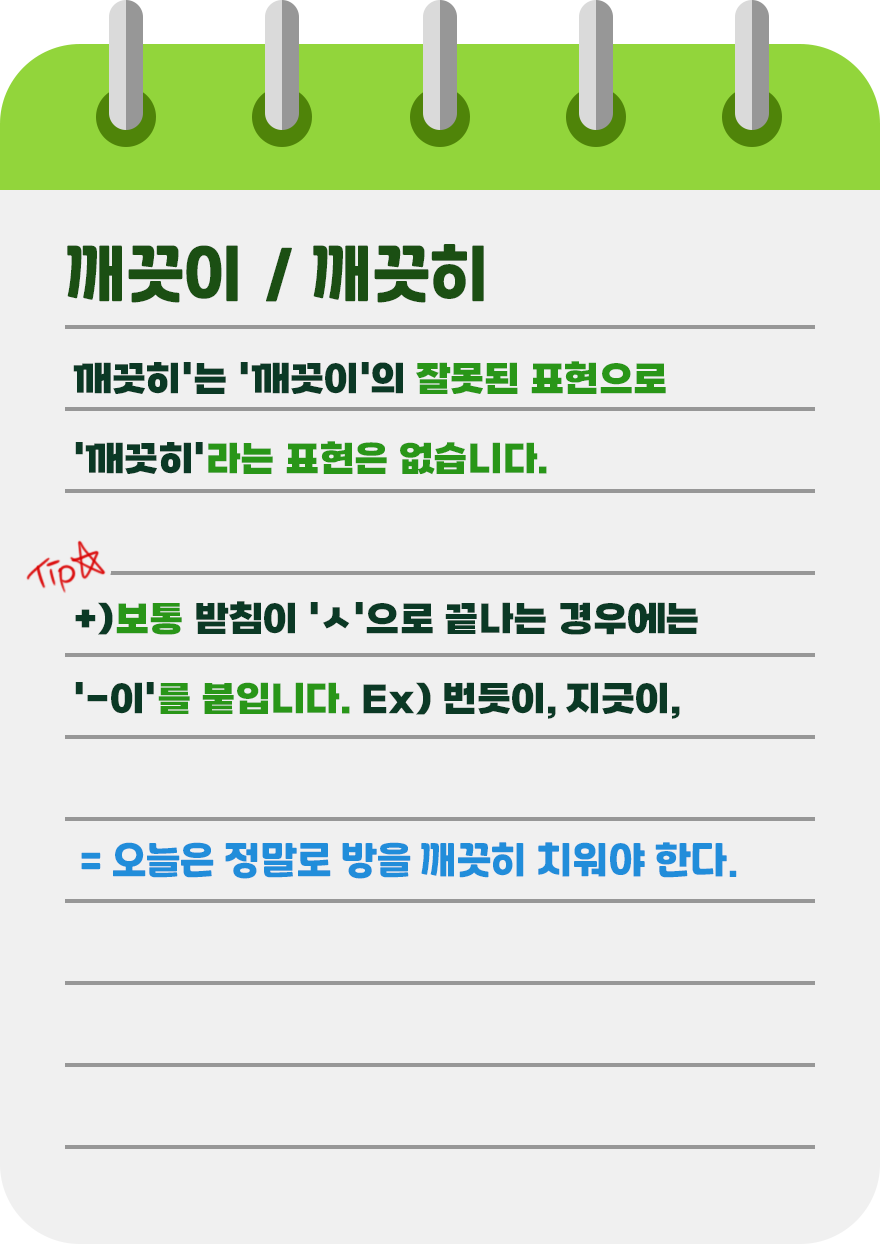 깨끗이 / 깨끗히
깨끗히'는 '깨끗이'의 잘못된 표현으로
'깨끗히'라는 표현은 없습니다.
Tip☆
+)보통 받침이 'ㅅ'으로 끝나는 경우에는
'-이'를 붙입니다. Ex) 번듯이, 지긋이,
= 오늘은 정말로 방을 깨끗히 치워야 한다.